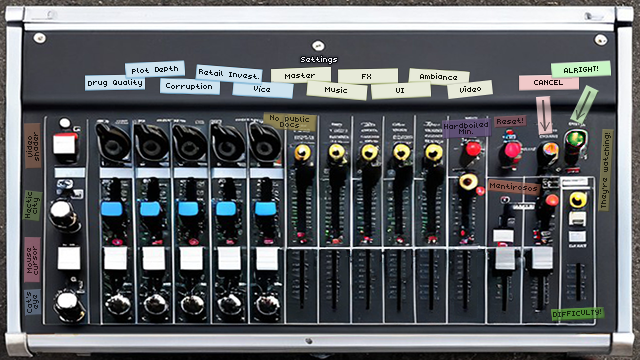 Settings
Plot Depth
Retail Invest.
Drug Quality
Corruption
Vice
Master
FX
Ambiance
Music
UI
Video
ALRIGHT!
CANCEL
No public
Docs
Hardboiled
Min.
Reset!
Video
shader
Hectic
city
Mouse
cursor
Cat's
eye
Mentirosos
They're watching!
DIFFICULTY!